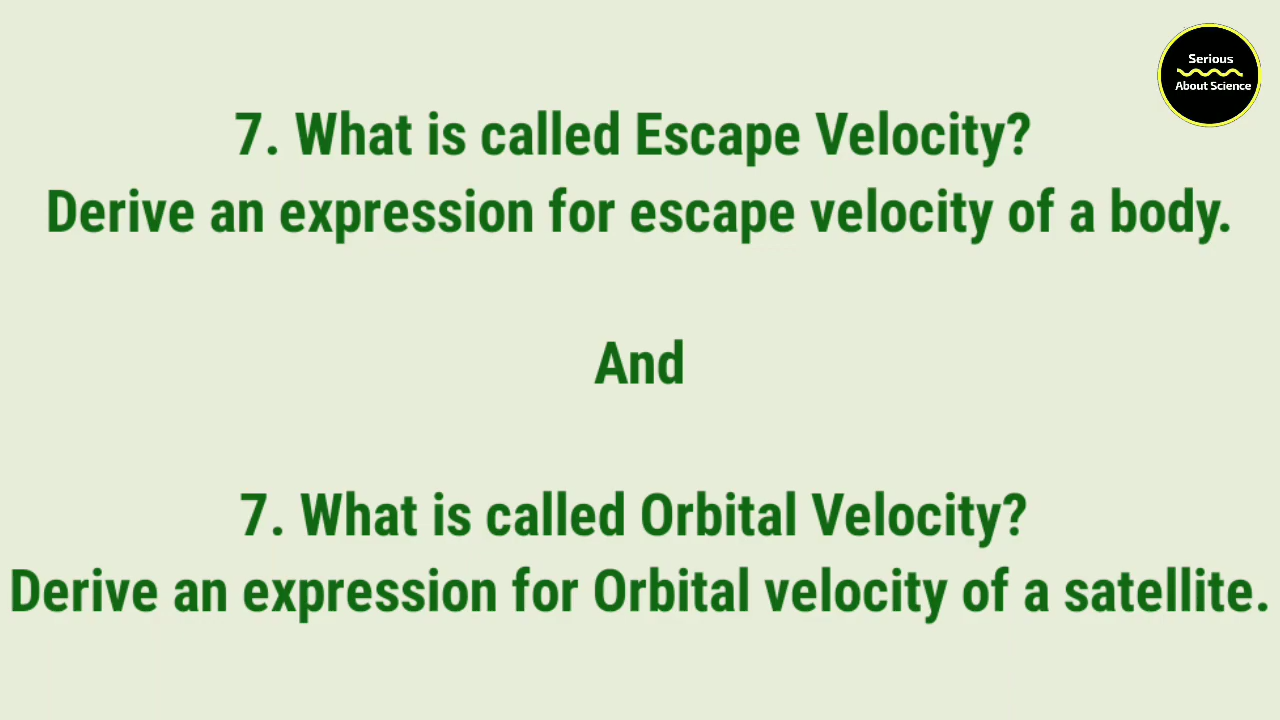 Serious
About Science
7. What is called Escape Velocity?
Derive an expression for escape velocity of a body.
And
7. What is called Orbital Velocity?
Derive an expression for Orbital velocity of a satellite.